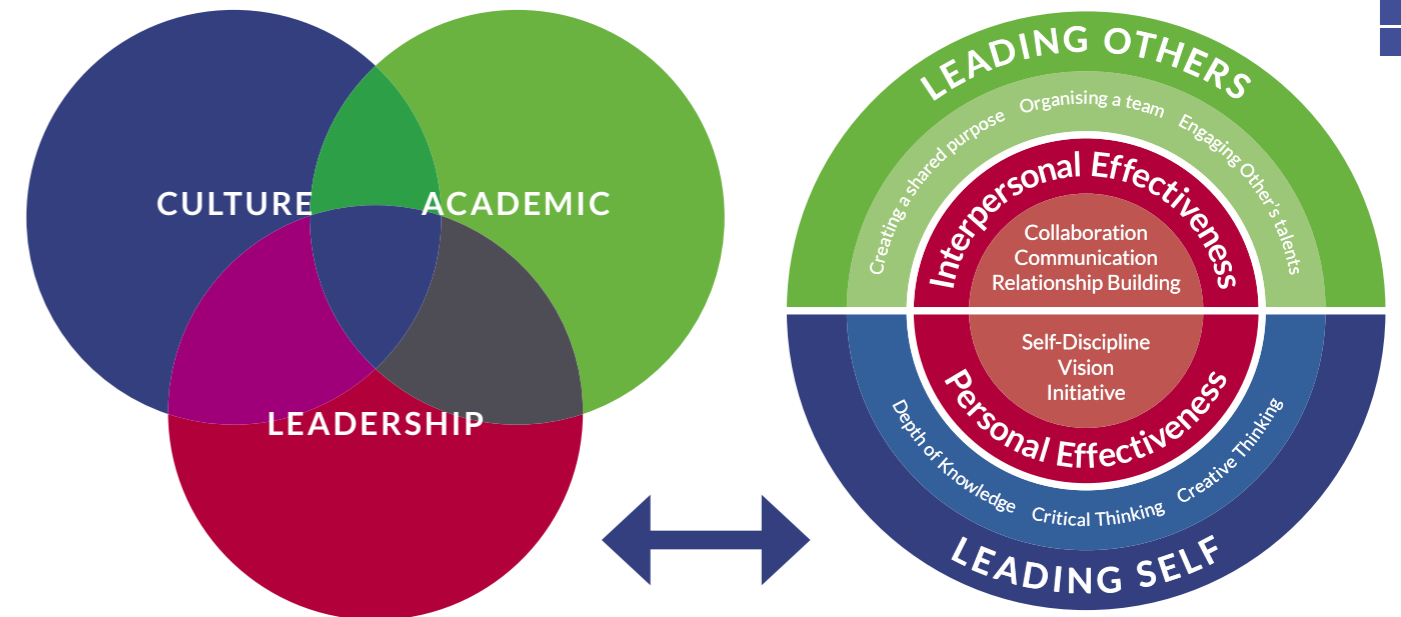 CULTURE
ACADEMIC
LEADERSHIP
LEADING OTHERS
Creating a shared purpose
Organising a team
Engaging Other's talents
Interpersonal Effectiveness
Collaboration
Communication
Relationship Building
Self-Discipline
Vision
Initiative
Personal Effectiveness
Depth of Knowledge
Critical Thinking
Creative Thinking
LEADING SELF